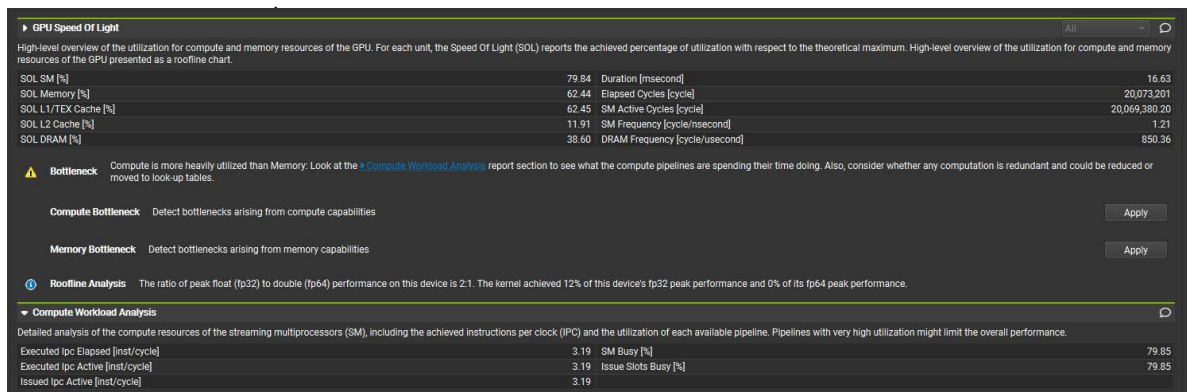 GPU Speed Of Light
All
High-level overview of the utilization for compute and memory resources of the GPU. For each unit, the Speed Of Light (SOL) reports the achieved percentage of utilization with respect to the theoretical maximum. High-level overview of the utilization for compute and memory
resources of the GPU presented as a roofline chart.
SOL SM [%] 79.84 Duration [msecond] 16.63
SOL Memory [%] 62.44 Elapsed Cycles [cycle] 20,073,201
SOL L1/TEX Cache [%] 62.45 SM Active Cycles [cycle] 20,069,380.20
SOL L2 Cache [%] 11.91 SM Frequency [cycle/nsecond] 1.21
SOL DRAM [%] 38.60 DRAM Frequency [cycle/usecond] 850.36
Bottleneck Compute is more heavily utilized than Memory: Look at the Compute Workload Analysis report section to see what the compute pipelines are spending their time doing. Also, consider whether any computation is redundant and could be reduced or
moved to look-up tables.
Compute Bottleneck Detect bottlenecks arising from compute capabilities Apply
Memory Bottleneck Detect bottlenecks arising from memory capabilities Apply
Roofline Analysis The ratio of peak float (fp32) to double (fp64) performance on this device is 2:1. The kernel achieved 12% of this device's fp32 peak performance and 0% of its fp64 peak performance.
Compute Workload Analysis
Detailed analysis of the compute resources of the streaming multiprocessors (SM), including the achieved instructions per clock (IPC) and the utilization of each available pipeline. Pipelines with very high utilization might limit the overall performance.
Executed Ipc Elapsed [inst/cycle] 3.19 SM Busy [%] 79.85
Executed Ipc Active [inst/cycle] 3.19 Issue Slots Busy [%] 79.85
Issued Ipc Active [inst/cycle] 3.19